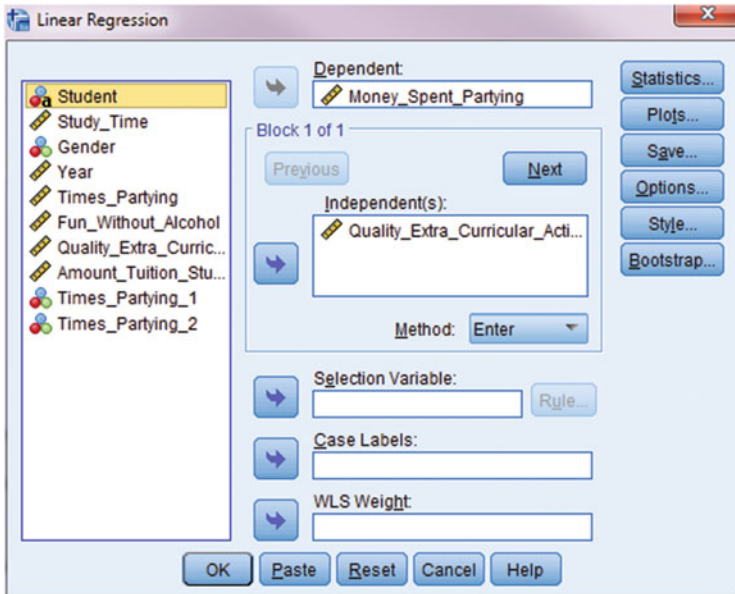 Linear Regression
Student
Study_Time
Gender
Year
Times_Partying
Fun_Without_Alcohol
Quality_Extra_Curric...
Amount_Tuition_Stu...
Times_Partying_1
Times_Partying_2
Dependent:
Money_Spent_Partying
Block 1 of 1
Previous
Next
Independent(s):
Quality_Extra_Curricular_Acti...
Method: Enter
Selection Variable:
Rule...
Case Labels:
WLS Weight:
Statistics...
Plots...
Save...
Options...
Style...
Bootstrap...
OK Paste Reset Cancel Help